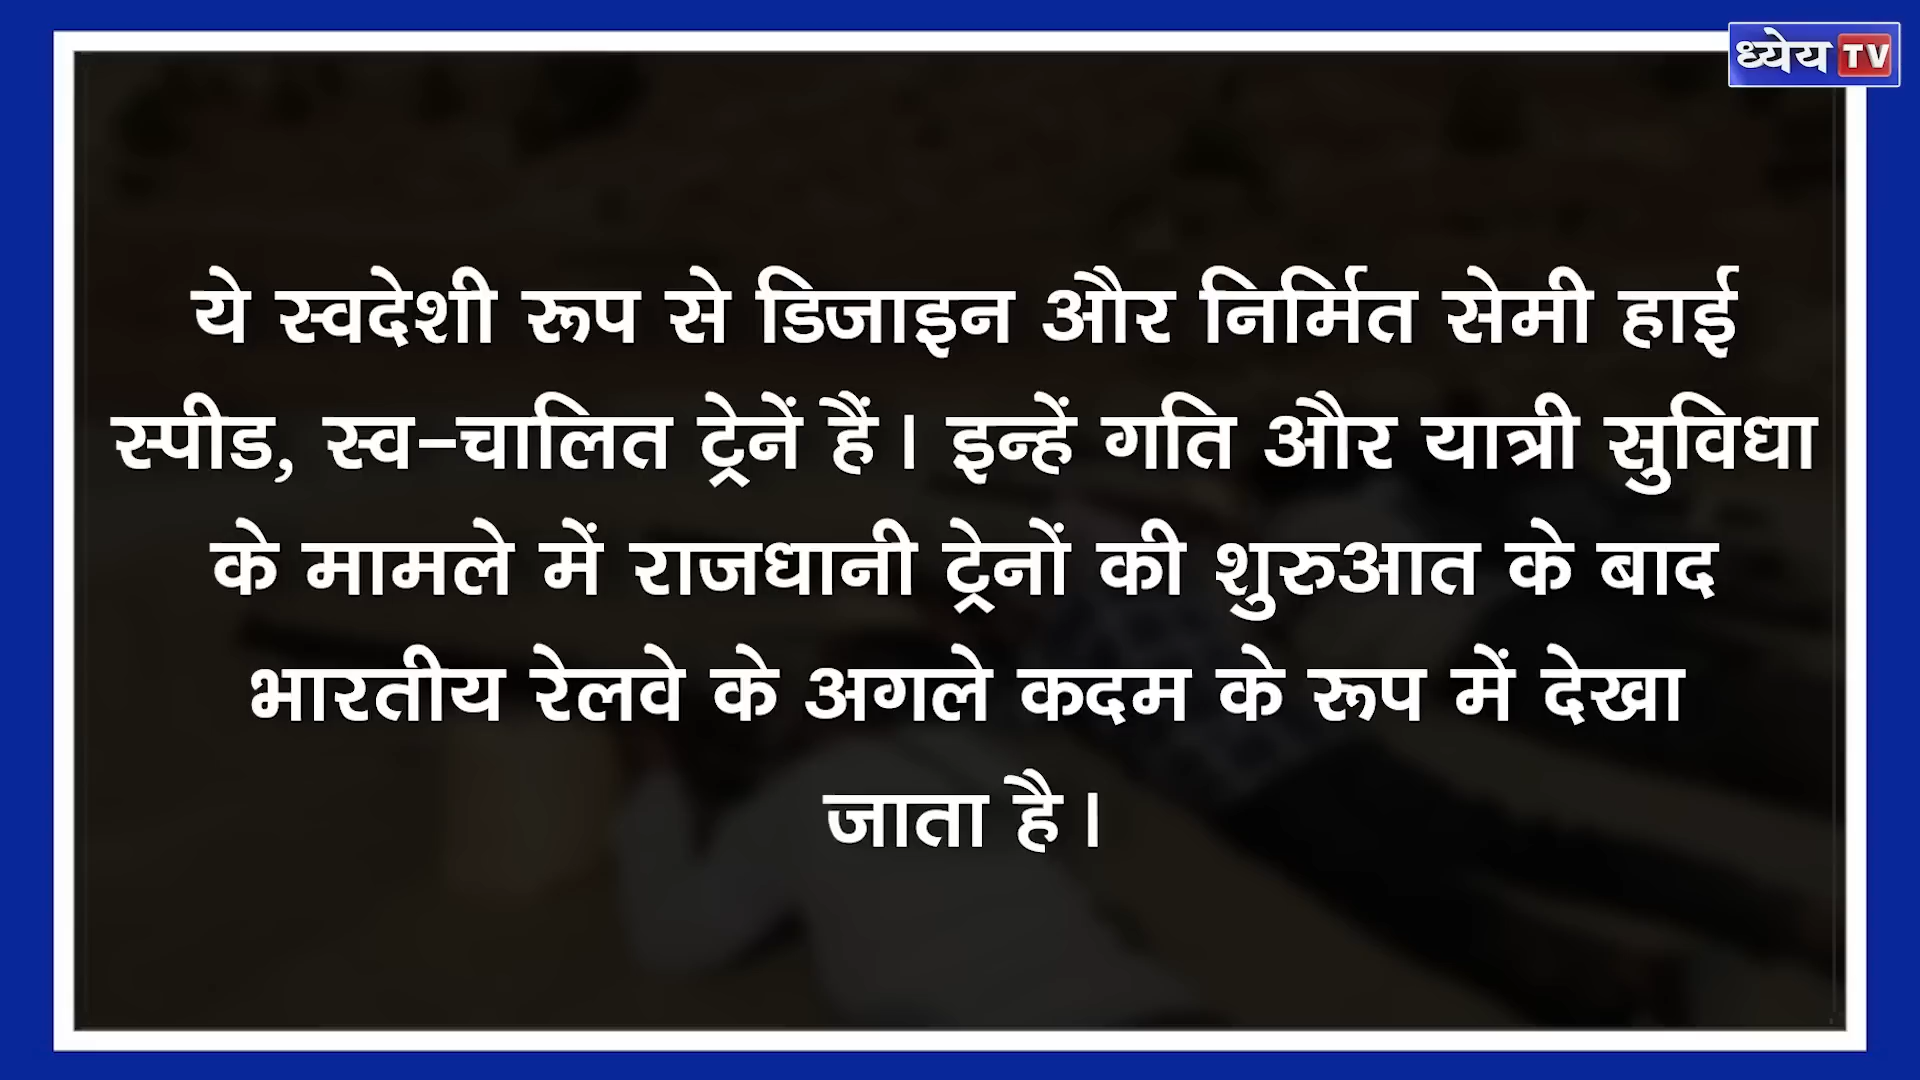 ध्येय TV
ये स्वदेशी रूप से डिजाइन और निर्मित सेमी हाई
स्पीड, स्व-चालित ट्रेनें हैं। इन्हें गति और यात्री सुविधा
के मामले में राजधानी ट्रेनों की शुरुआत के बाद
भारतीय रेलवे के अगले कदम के रूप में देखा
जाता है।